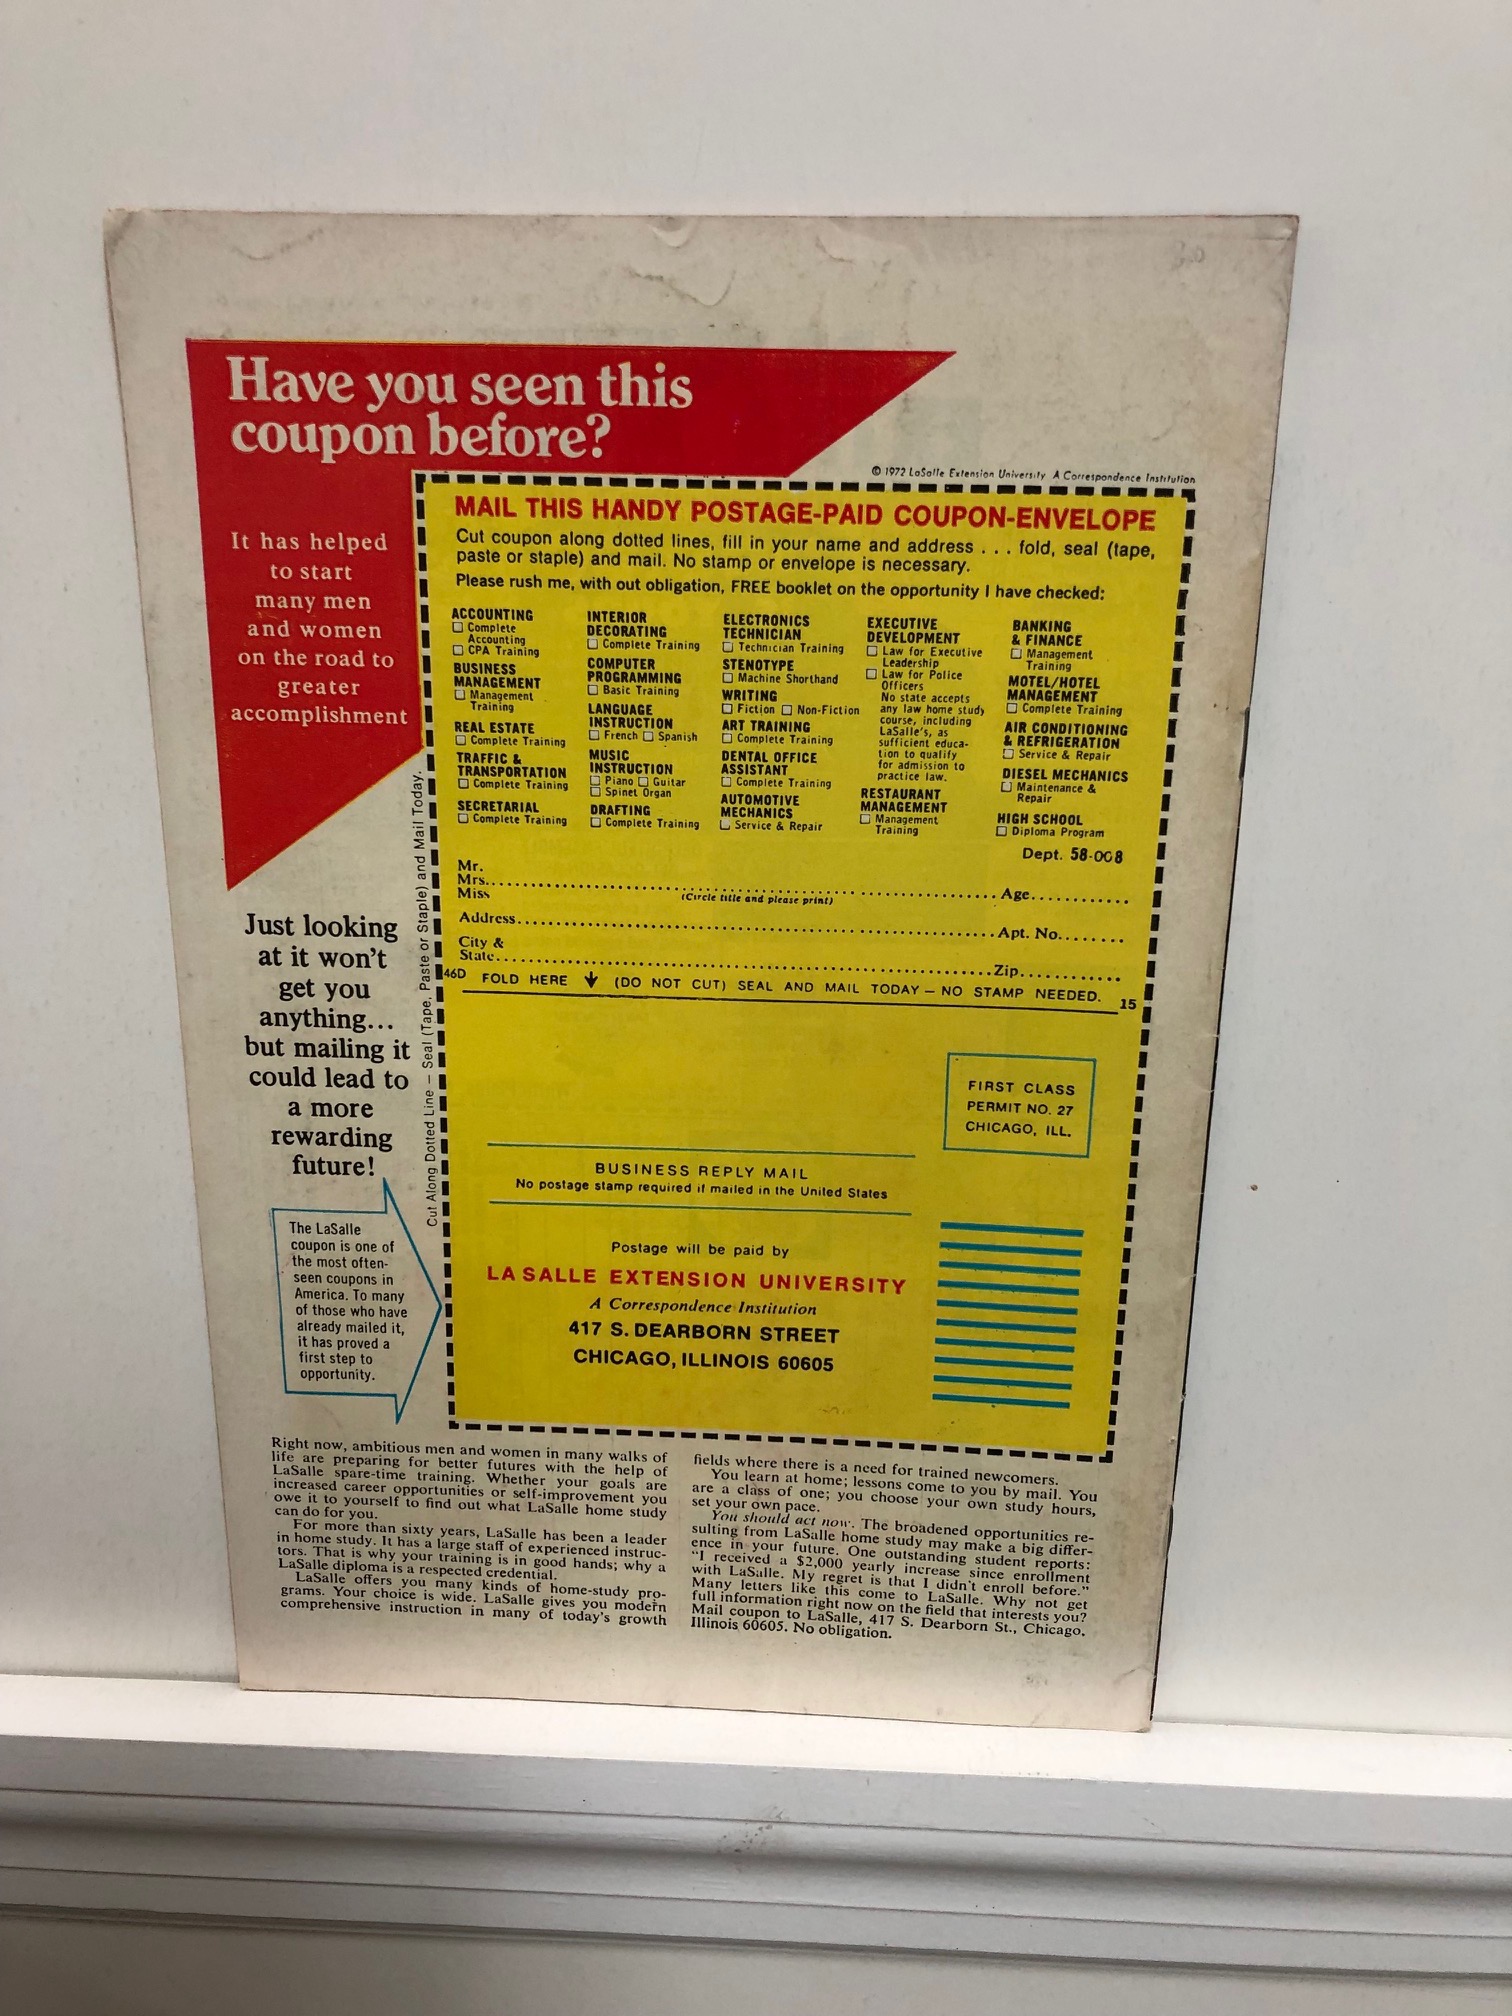 3.0
Have you seen this
coupon before?
It has helped
to start
many men
and women
on the road to
greater
accomplishment
Just looking
at it won't
get you
anything...
but mailing it
could lead to
a more
rewarding
future!
The LaSalle
coupon is one of
the most often-
seen coupons in
America. To many
of those who have
already mailed it,
it has proved a
first step to
opportunity.
Cut Along Dotted Line — Seal (Tape, Paste or Staple) and Mail Today.
© 1972 LaSalle Extension University A Correspondence Institution
MAIL THIS HANDY POSTAGE-PAID COUPON-ENVELOPE
Cut coupon along dotted lines, fill in your name and address . . . fold, seal (tape,
paste or staple) and mail. No stamp or envelope is necessary.
Please rush me, with out obligation, FREE booklet on the opportunity I have checked:
ACCOUNTING
☐ Complete
Accounting
☐ CPA Training
BUSINESS
MANAGEMENT
☐ Management
Training
REAL ESTATE
☐ Complete Training
TRAFFIC &
TRANSPORTATION
☐ Complete Training
SECRETARIAL
☐ Complete Training
INTERIOR
DECORATING
☐ Complete Training
COMPUTER
PROGRAMMING
☐ Basic Training
LANGUAGE
INSTRUCTION
☐ French ☐ Spanish
MUSIC
INSTRUCTION
☐ Piano ☐ Guitar
☐ Spinet Organ
DRAFTING
☐ Complete Training
ELECTRONICS
TECHNICIAN
☐ Technician Training
STENOTYPE
☐ Machine Shorthand
WRITING
☐ Fiction ☐ Non-Fiction
ART TRAINING
☐ Complete Training
DENTAL OFFICE
ASSISTANT
☐ Complete Training
AUTOMOTIVE
MECHANICS
☐ Service & Repair
EXECUTIVE
DEVELOPMENT
☐ Law for Executive
Leadership
☐ Law for Police
Officers
No state accepts
any law home study
course, including
LaSalle's, as
sufficient educa-
tion to qualify
for admission to
practice law.
RESTAURANT
MANAGEMENT
☐ Management
Training
BANKING
& FINANCE
☐ Management
Training
MOTEL/HOTEL
MANAGEMENT
☐ Complete Training
AIR CONDITIONING
& REFRIGERATION
☐ Service & Repair
DIESEL MECHANICS
☐ Maintenance &
Repair
HIGH SCHOOL
☐ Diploma Program
Dept. 58-008
Mr.
Mrs. Age
Miss (Circle title and please print)
Address Apt. No.
City &
State Zip
46D FOLD HERE ↓ (DO NOT CUT) SEAL AND MAIL TODAY — NO STAMP NEEDED. 15
FIRST CLASS
PERMIT NO. 27
CHICAGO, ILL.
BUSINESS REPLY MAIL
No postage stamp required if mailed in the United States
Postage will be paid by
LA SALLE EXTENSION UNIVERSITY
A Correspondence Institution
417 S. DEARBORN STREET
CHICAGO, ILLINOIS 60605
Right now, ambitious men and women in many walks of
life are preparing for better futures with the help of
LaSalle spare-time training. Whether your goals are
increased career opportunities or self-improvement you
owe it to yourself to find out what LaSalle home study
can do for you.
For more than sixty years, LaSalle has been a leader
in home study. It has a large staff of experienced instruc-
tors. That is why your training is in good hands; why a
LaSalle diploma is a respected credential.
LaSalle offers you many kinds of home-study pro-
grams. Your choice is wide. LaSalle gives you modern
comprehensive instruction in many of today's growth
fields where there is a need for trained newcomers.
You learn at home; lessons come to you by mail. You
are a class of one; you choose your own study hours,
set your own pace.
You should act now. The broadened opportunities re-
sulting from LaSalle home study may make a big differ-
ence in your future. One outstanding student reports:
"I received a $2,000 yearly increase since enrollment
with LaSalle. My regret is that I didn't enroll before."
Many letters like this come to LaSalle. Why not get
full information right now on the field that interests you?
Mail coupon to LaSalle, 417 S. Dearborn St., Chicago,
Illinois 60605. No obligation.